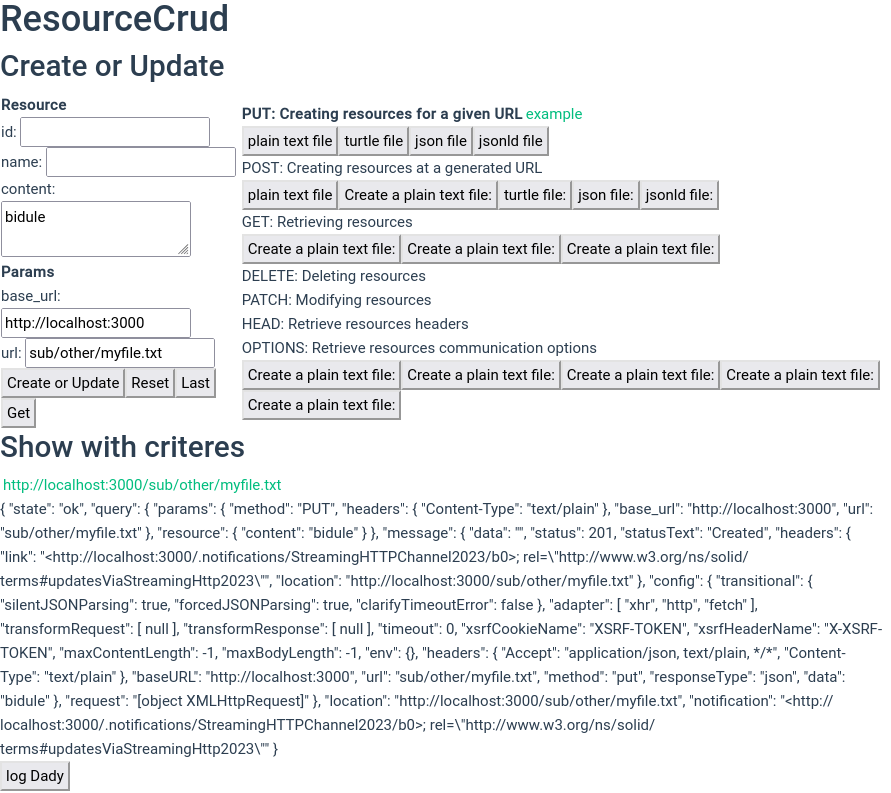 ResourceCrud
Create or Update
Resource
id:
name:
content:
bidule
Params
base_url:
http://localhost:3000
url: sub/other/myfile.txt
Create or Update Reset Last
Get
PUT: Creating resources for a given URL example
plain text file turtle file json file jsonld file
POST: Creating resources at a generated URL
plain text file Create a plain text file: turtle file: json file: jsonld file:
GET: Retrieving resources
Create a plain text file: Create a plain text file: Create a plain text file:
DELETE: Deleting resources
PATCH: Modifying resources
HEAD: Retrieve resources headers
OPTIONS: Retrieve resources communication options
Create a plain text file: Create a plain text file: Create a plain text file: Create a plain text file:
Create a plain text file:
Show with criteres
http://localhost:3000/sub/other/myfile.txt
{ "state": "ok", "query": { "params": { "method": "PUT", "headers": { "Content-Type": "text/plain" }, "base_url": "http://localhost:3000", "url":
"sub/other/myfile.txt" }, "resource": { "content": "bidule" } }, "message": { "data": "", "status": 201, "statusText": "Created", "headers": {
"link": "<http://localhost:3000/.notifications/StreamingHTTPChannel2023/b0>; rel=\"http://www.w3.org/ns/solid/
terms#updatesViaStreamingHttp2023\"", "location": "http://localhost:3000/sub/other/myfile.txt" }, "config": { "transitional": {
"silentJSONParsing": true, "forcedJSONParsing": true, "clarifyTimeoutError": false }, "adapter": [ "xhr", "http", "fetch" ],
"transformRequest": [ null ], "transformResponse": [ null ], "timeout": 0, "xsrfCookieName": "XSRF-TOKEN", "xsrfHeaderName": "X-XSRF-
TOKEN", "maxContentLength": -1, "maxBodyLength": -1, "env": {}, "headers": { "Accept": "application/json, text/plain, */*", "Content-
Type": "text/plain" }, "baseURL": "http://localhost:3000", "url": "sub/other/myfile.txt", "method": "put", "responseType": "json", "data":
"bidule" }, "request": "[object XMLHttpRequest]" }, "location": "http://localhost:3000/sub/other/myfile.txt", "notification": "<http://
localhost:3000/.notifications/StreamingHTTPChannel2023/b0>; rel=\"http://www.w3.org/ns/solid/
terms#updatesViaStreamingHttp2023\"" }
log Dady